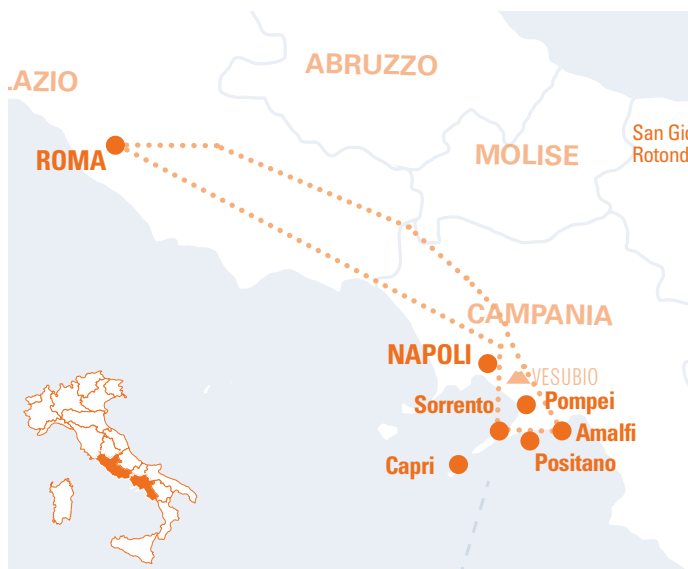 ABRUZZO
LAZIO
San Gio
Rotond
ROMA
MOLISE
CAMPANIA
NAPOLI
VESUBIO
Sorrento
Pompei
Amalfi
Capri
Positano